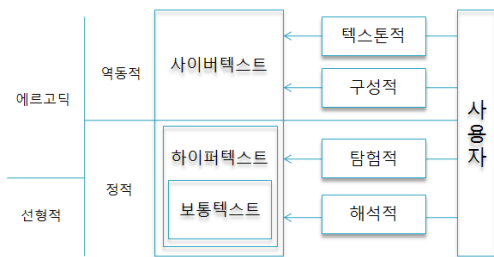 에르고딕
선형적
역동적
정적
사이버텍스트
하이퍼텍스트
보통텍스트
텍스톤적
구성적
탐험적
해석적
사용자